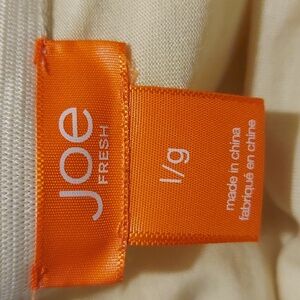 joe
FRESH
l/g
made in china
fabriqué en chine